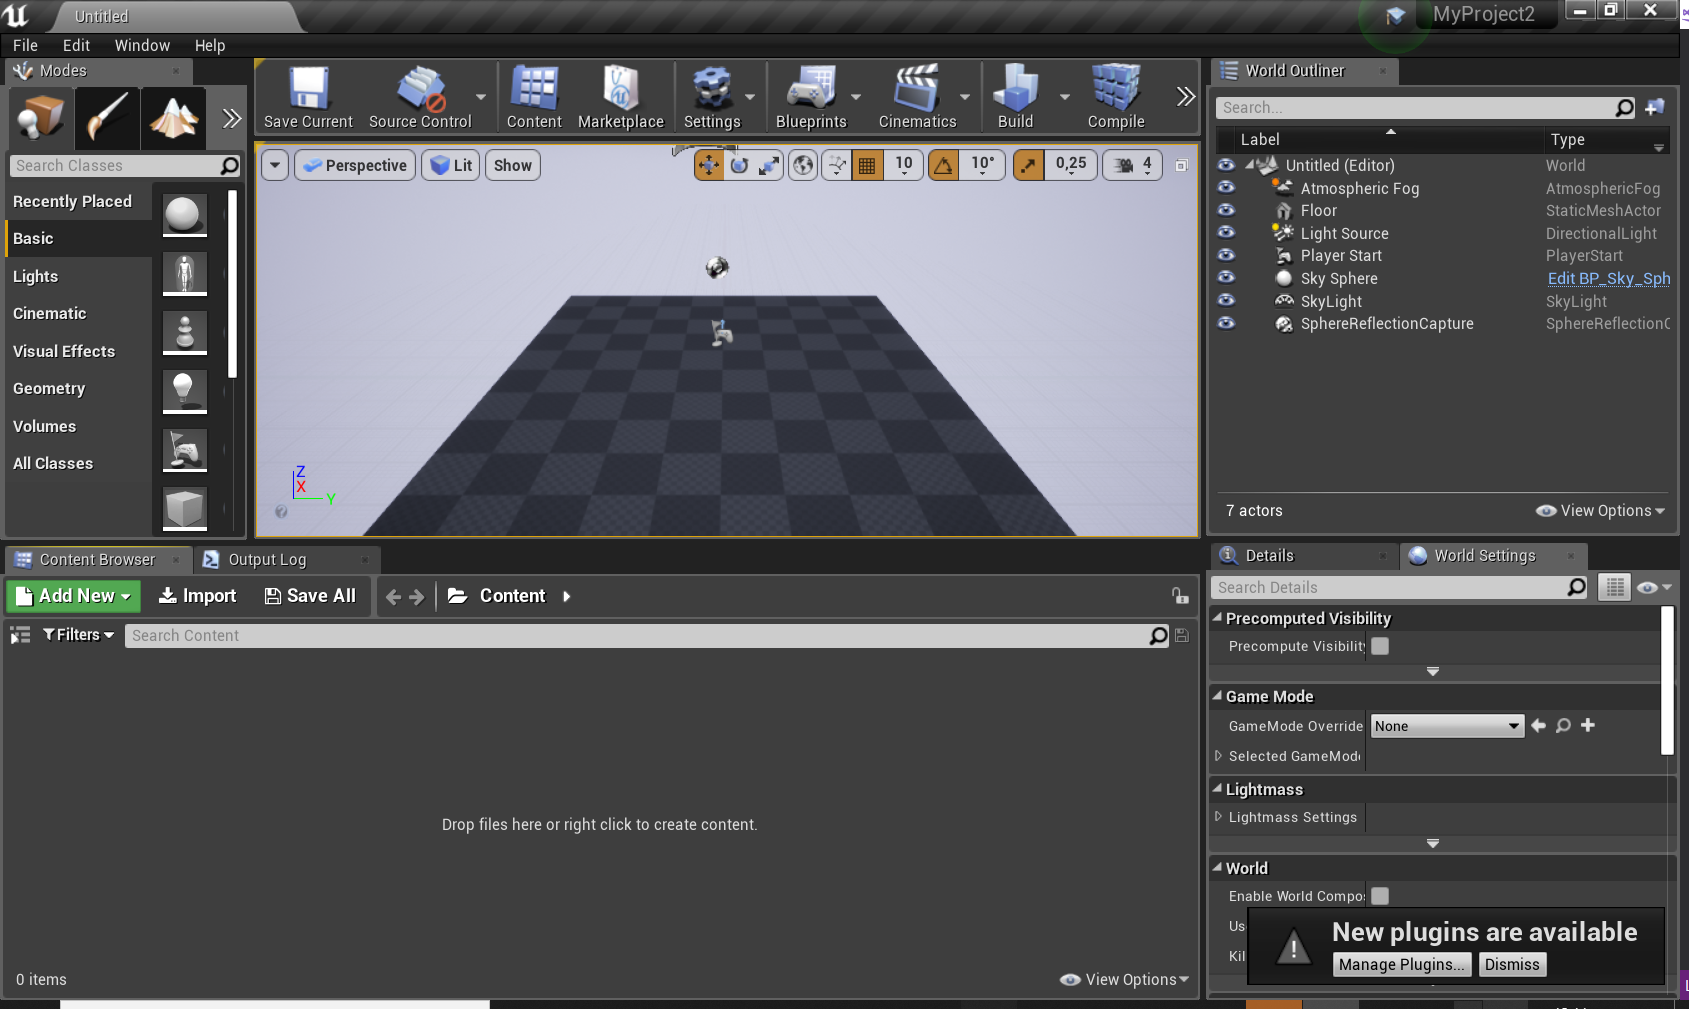 Untitled
MyProject2
File Edit Window Help
Modes
Search Classes
Recently Placed
Basic
Lights
Cinematic
Visual Effects
Geometry
Volumes
All Classes
Save Current
Source Control
Content
Marketplace
Settings
Blueprints
Cinematics
Build
Compile
Perspective
Lit
Show
10
10°
0,25
4
Z
X
Y
World Outliner
Search...
Label Type
Untitled (Editor) World
Atmospheric Fog AtmosphericFog
Floor StaticMeshActor
Light Source DirectionalLight
Player Start PlayerStart
Sky Sphere Edit BP_Sky_Sph
SkyLight SkyLight
SphereReflectionCapture SphereReflectionC
7 actors
View Options
Content Browser
Output Log
Add New
Import
Save All
Content
Filters
Search Content
Drop files here or right click to create content.
0 items
View Options
Details
World Settings
Search Details
Precomputed Visibility
Precompute Visibility
Game Mode
GameMode Override None
Selected GameMode
Lightmass
Lightmass Settings
World
Enable World Compos
Us
Kil
New plugins are available
Manage Plugins...
Dismiss